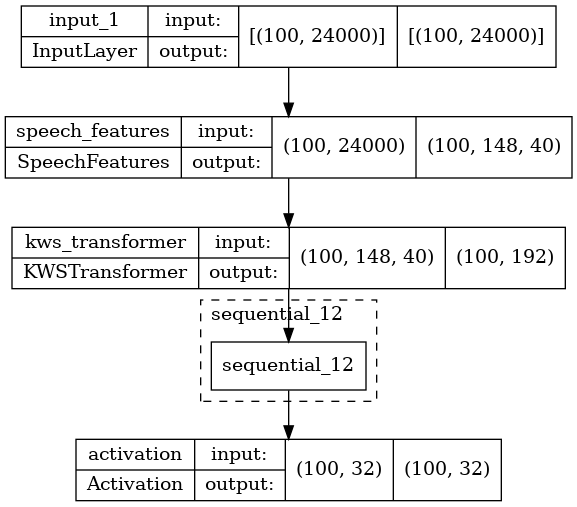 input_1 input: [(100, 24000)] [(100, 24000)]
InputLayer output:
speech_features input: (100, 24000) (100, 148, 40)
SpeechFeatures output:
kws_transformer input: (100, 148, 40) (100, 192)
KWSTransformer output:
sequential_12
sequential_12
activation input: (100, 32) (100, 32)
Activation output: